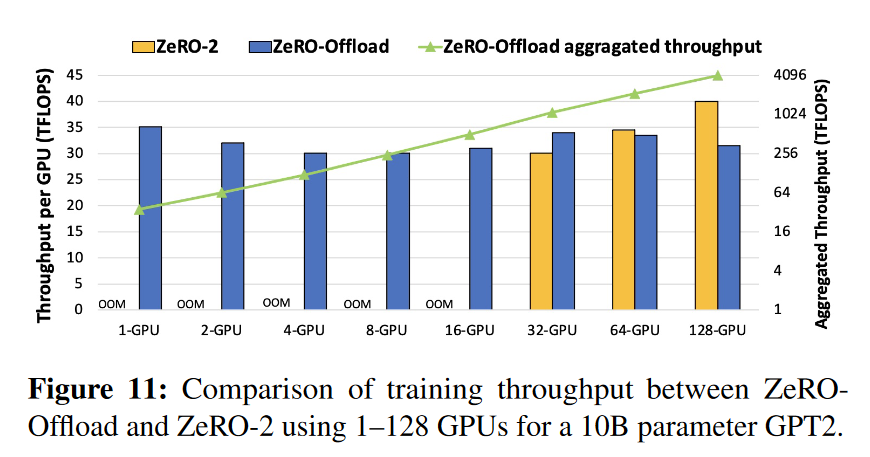 ZeRO-2 ZeRO-Offload ZeRO-Offload aggragated throughput
Throughput per GPU (TFLOPS)
45
40
35
30
25
20
15
10
5
0
OOM OOM OOM OOM OOM
1-GPU 2-GPU 4-GPU 8-GPU 16-GPU 32-GPU 64-GPU 128-GPU
4096
1024
256
64
16
4
1
Aggregated Throughput (TFLOPS)
Figure 11: Comparison of training throughput between ZeRO-
Offload and ZeRO-2 using 1–128 GPUs for a 10B parameter GPT2.